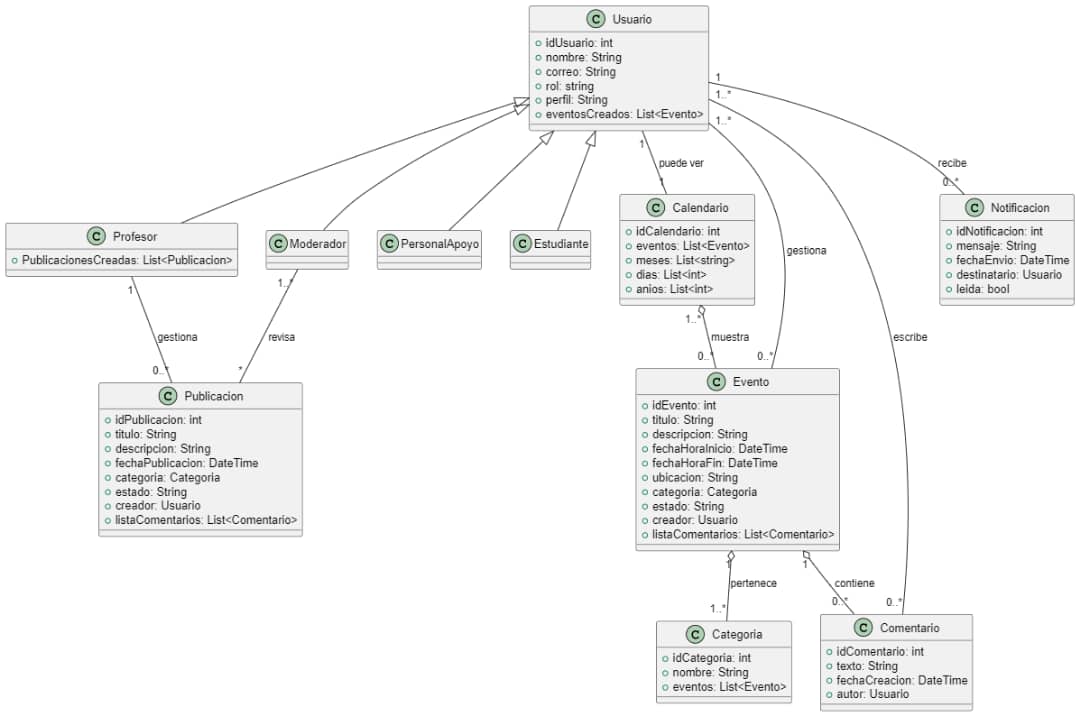 C Usuario
idUsuario: int
nombre: String
correo: String
rol: string
perfil: String
eventosCreados: List<Evento>
1
1..*
1..*
1
puede ver
1
recibe
0..*
C Profesor
PublicacionesCreadas: List<Publicacion>
C Moderador
C PersonalApoyo
C Estudiante
C Calendario
idCalendario: int
eventos: List<Evento>
meses: List<string>
dias: List<int>
anios: List<int>
gestiona
C Notificacion
idNotificacion: int
mensaje: String
fechaEnvio: DateTime
destinatario: Usuario
leida: bool
1
gestiona
0..*
1..*
revisa
*
1..*
muestra
0..*
0..*
escribe
C Publicacion
idPublicacion: int
titulo: String
descripcion: String
fechaPublicacion: DateTime
categoria: Categoria
estado: String
creador: Usuario
listaComentarios: List<Comentario>
C Evento
idEvento: int
titulo: String
descripcion: String
fechaHoraInicio: DateTime
fechaHoraFin: DateTime
ubicacion: String
categoria: Categoria
estado: String
creador: Usuario
listaComentarios: List<Comentario>
1
pertenece
1..*
1
contiene
0..*
0..*
C Categoria
idCategoria: int
nombre: String
eventos: List<Evento>
C Comentario
idComentario: int
texto: String
fechaCreacion: DateTime
autor: Usuario